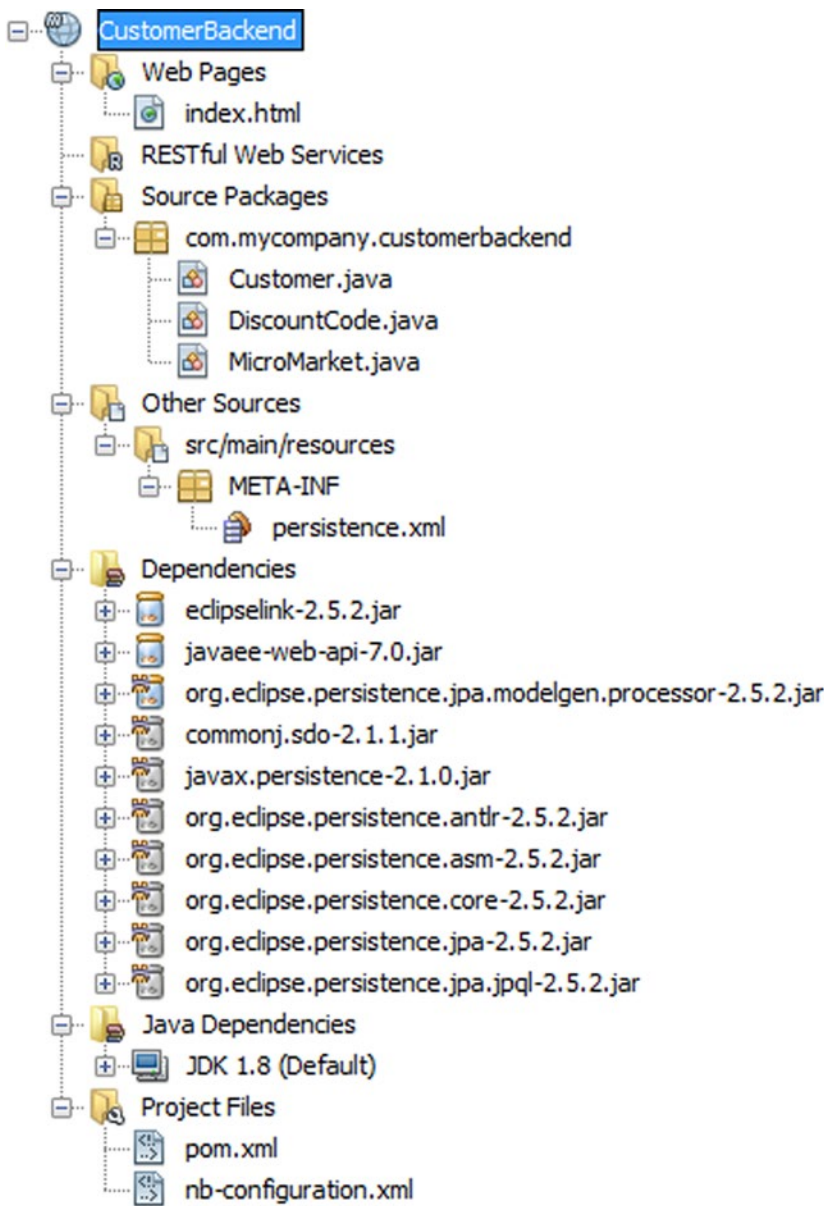 CustomerBackend
Web Pages
index.html
RESTful Web Services
Source Packages
com.mycompany.customerbackend
Customer.java
DiscountCode.java
MicroMarket.java
Other Sources
src/main/resources
META-INF
persistence.xml
Dependencies
eclipselink-2.5.2.jar
javaee-web-api-7.0.jar
org.eclipse.persistence.jpa.modelgen.processor-2.5.2.jar
commonj.sdo-2.1.1.jar
javax.persistence-2.1.0.jar
org.eclipse.persistence.antlr-2.5.2.jar
org.eclipse.persistence.asm-2.5.2.jar
org.eclipse.persistence.core-2.5.2.jar
org.eclipse.persistence.jpa-2.5.2.jar
org.eclipse.persistence.jpa.jpql-2.5.2.jar
Java Dependencies
JDK 1.8 (Default)
Project Files
pom.xml
nb-configuration.xml